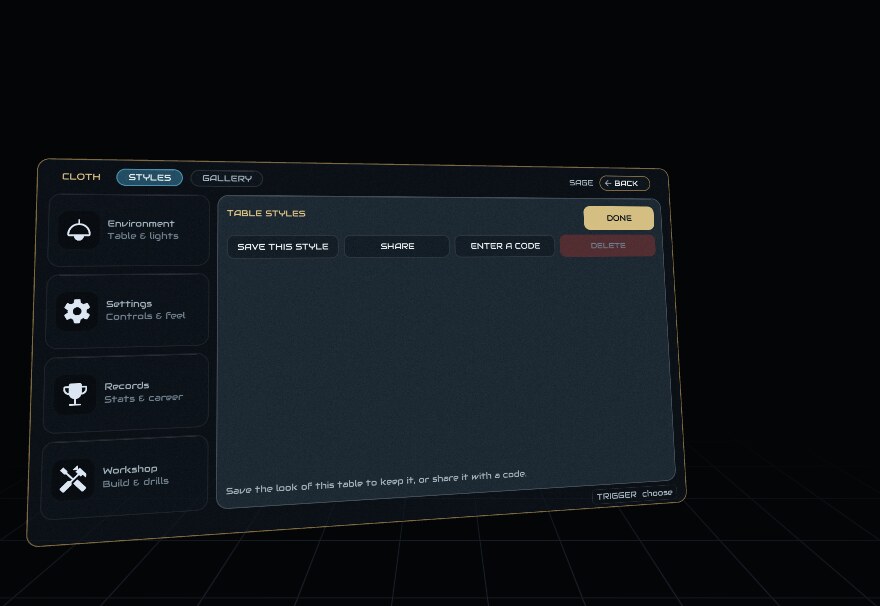 CLOTH STYLES GALLERY SAGE ← BACK
Environment
Table & lights
Settings
Controls & feel
Records
Stats & career
Workshop
Build & drills
TABLE STYLES DONE
SAVE THIS STYLE SHARE ENTER A CODE DELETE
Save the look of this table to keep it, or share it with a code.
TRIGGER choose